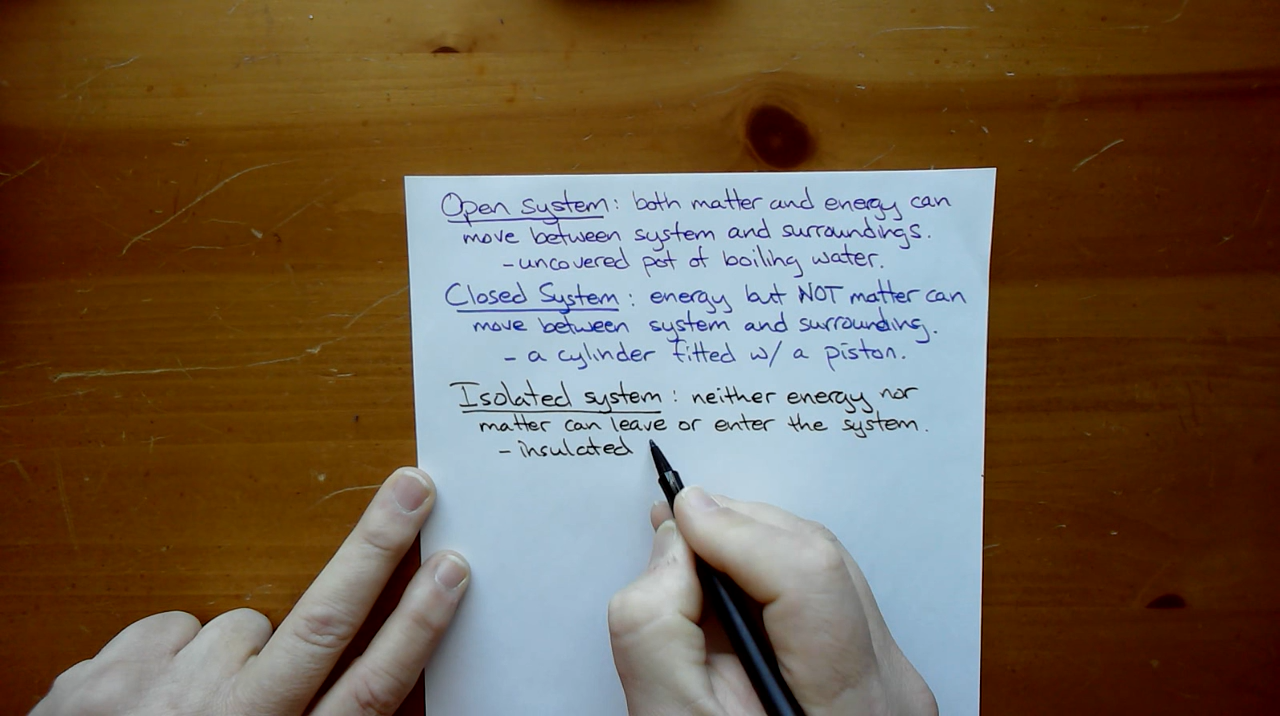 Open system: both matter and energy can
move between system and surroundings.
- uncovered pot of boiling water.
Closed System: energy but NOT matter can
move between system and surrounding.
- a cylinder fitted w/ a piston.
Isolated system: neither energy nor
matter can leave or enter the system.
- insulated